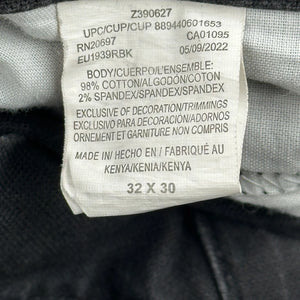 Z390627
UPC/CUP/CUP 889440601653
RN20697 CA01095
EU1939RBK 05/09/2022
BODY/CUERPO/L'ENSEMBLE:
98% COTTON/ALGODON/COTON
2% SPANDEX/SPANDEX/SPANDEX
EXCLUSIVE OF DECORATION/TRIMMINGS
EXCLUSIVO DE DECORACIÓN/ADORNOS
ORNEMENT ET GARNITURE NON COMPRIS
MADE IN/ HECHO EN / FABRIQUÉ AU
KENYA/KENIA/KENYA
32 X 30